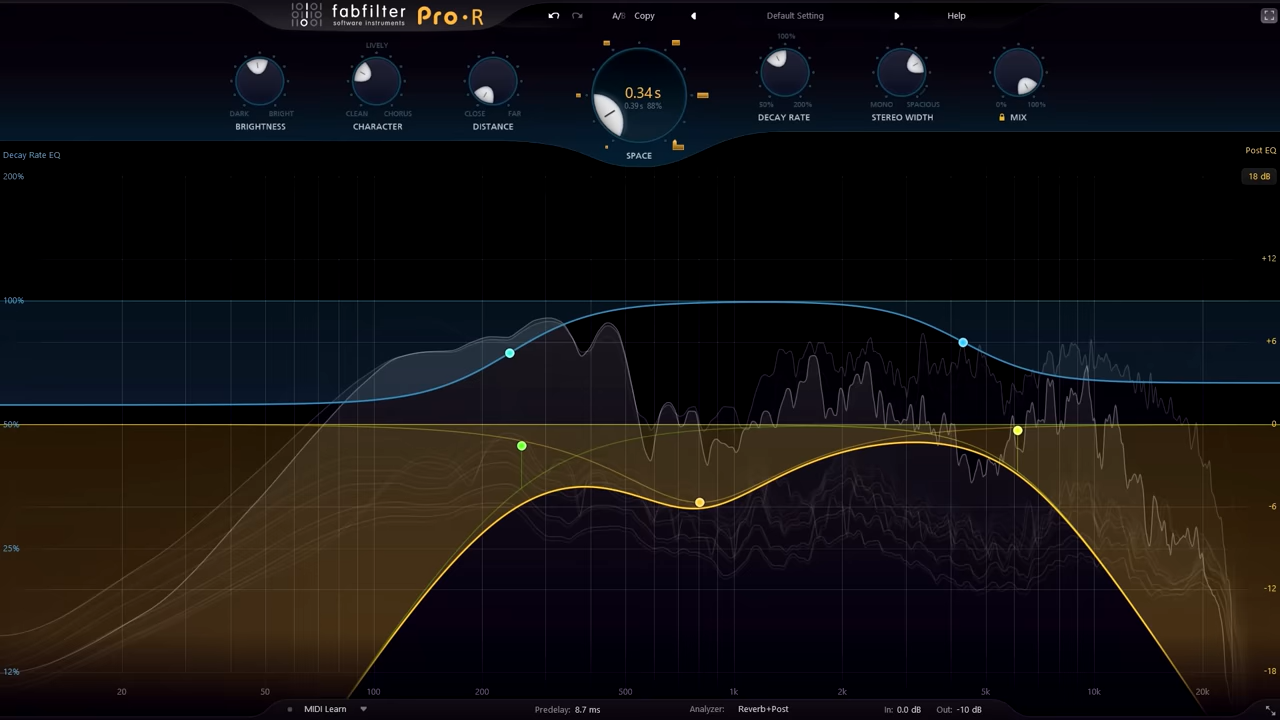 fabfilter
software instruments
Pro·R
A/B Copy
Default Setting
Help
LIVELY
100%
DARK BRIGHT
BRIGHTNESS
CLEAN CHORUS
CHARACTER
CLOSE FAR
DISTANCE
0.34 s
0.39 s 88%
SPACE
50% 200%
DECAY RATE
MONO SPACIOUS
STEREO WIDTH
0% 100%
MIX
Decay Rate EQ
Post EQ
200%
18 dB
+12
100%
+6
50%
0
-6
25%
-12
12%
-18
20 50 100 200 500 1k 2k 5k 10k 20k
MIDI Learn
Predelay: 8.7 ms
Analyzer: Reverb+Post
In: 0.0 dB
Out: -10 dB